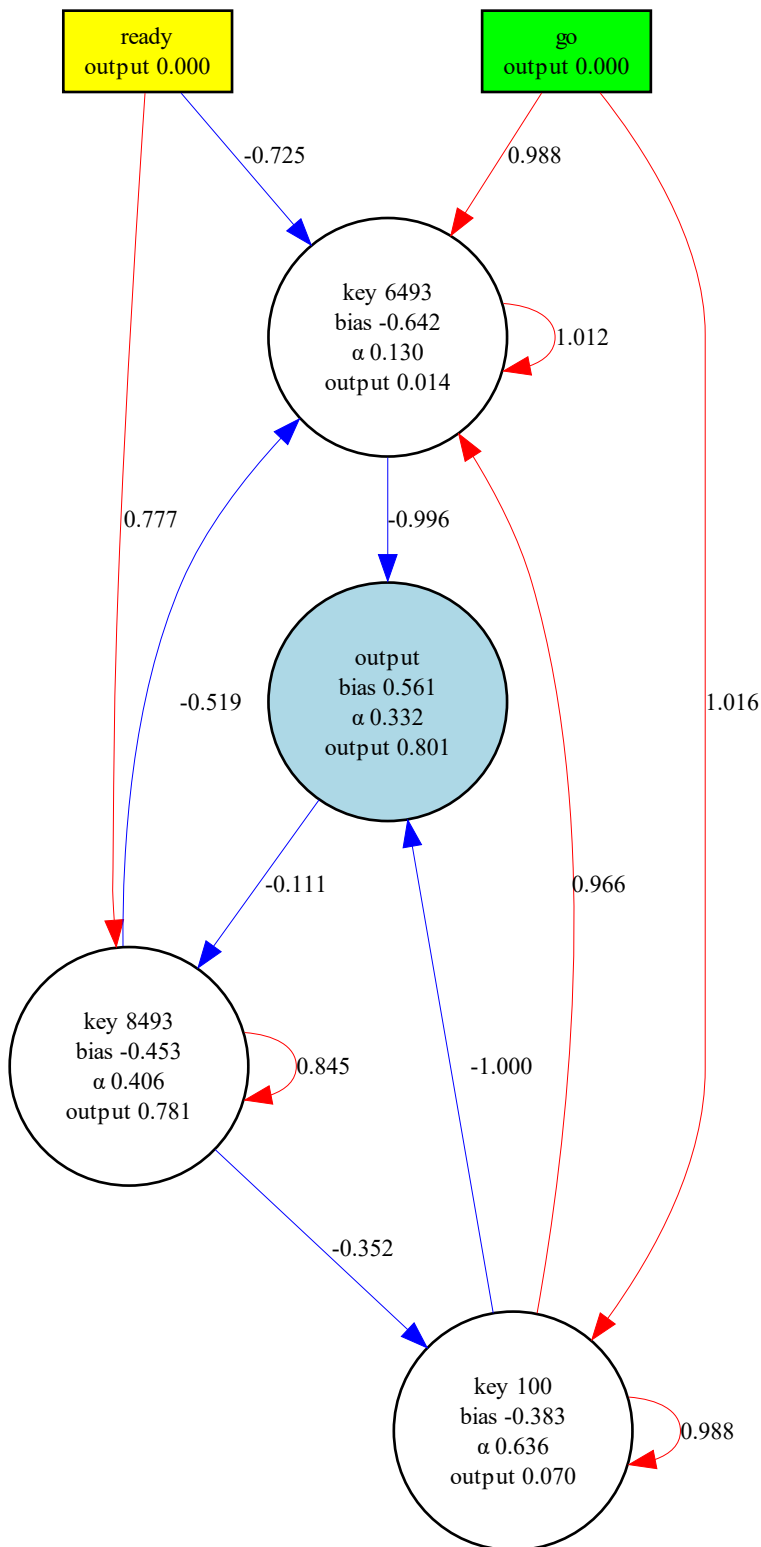 ready
output 0.000
go
output 0.000
-0.725
0.988
key 6493
bias -0.642
α 0.130
output 0.014
1.012
0.777
-0.996
-0.519
output
bias 0.561
α 0.332
output 0.801
1.016
-0.111
0.966
key 8493
bias -0.453
α 0.406
output 0.781
0.845
-1.000
-0.352
key 100
bias -0.383
α 0.636
output 0.070
0.988